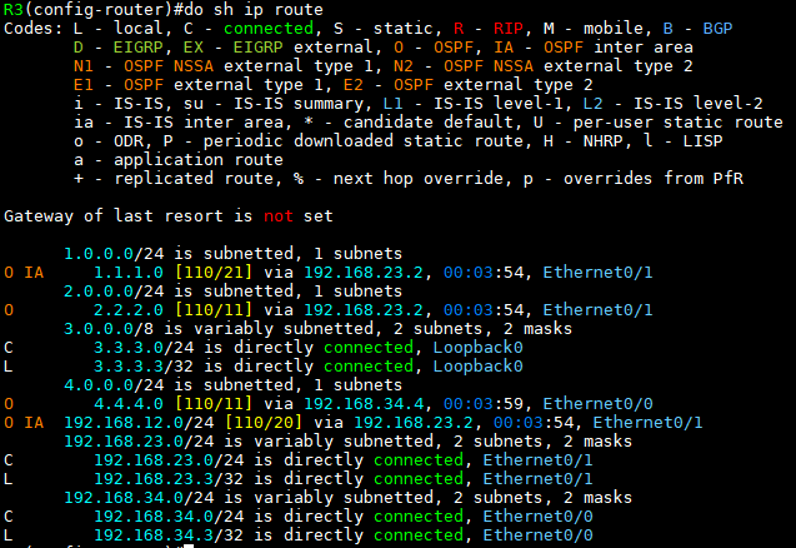 R3(config-router)#do sh ip route
Codes: L - local, C - connected, S - static, R - RIP, M - mobile, B - BGP
       D - EIGRP, EX - EIGRP external, O - OSPF, IA - OSPF inter area
       N1 - OSPF NSSA external type 1, N2 - OSPF NSSA external type 2
       E1 - OSPF external type 1, E2 - OSPF external type 2
       i - IS-IS, su - IS-IS summary, L1 - IS-IS level-1, L2 - IS-IS level-2
       ia - IS-IS inter area, * - candidate default, U - per-user static route
       o - ODR, P - periodic downloaded static route, H - NHRP, l - LISP
       a - application route
       + - replicated route, % - next hop override, p - overrides from PfR
Gateway of last resort is not set
      1.0.0.0/24 is subnetted, 1 subnets
O IA     1.1.1.0 [110/21] via 192.168.23.2, 00:03:54, Ethernet0/1
      2.0.0.0/24 is subnetted, 1 subnets
O        2.2.2.0 [110/11] via 192.168.23.2, 00:03:54, Ethernet0/1
      3.0.0.0/8 is variably subnetted, 2 subnets, 2 masks
C        3.3.3.0/24 is directly connected, Loopback0
L        3.3.3.3/32 is directly connected, Loopback0
      4.0.0.0/24 is subnetted, 1 subnets
O        4.4.4.0 [110/11] via 192.168.34.4, 00:03:59, Ethernet0/0
O IA  192.168.12.0/24 [110/20] via 192.168.23.2, 00:03:54, Ethernet0/1
      192.168.23.0/24 is variably subnetted, 2 subnets, 2 masks
C        192.168.23.0/24 is directly connected, Ethernet0/1
L        192.168.23.3/32 is directly connected, Ethernet0/1
      192.168.34.0/24 is variably subnetted, 2 subnets, 2 masks
C        192.168.34.0/24 is directly connected, Ethernet0/0
L        192.168.34.3/32 is directly connected, Ethernet0/0